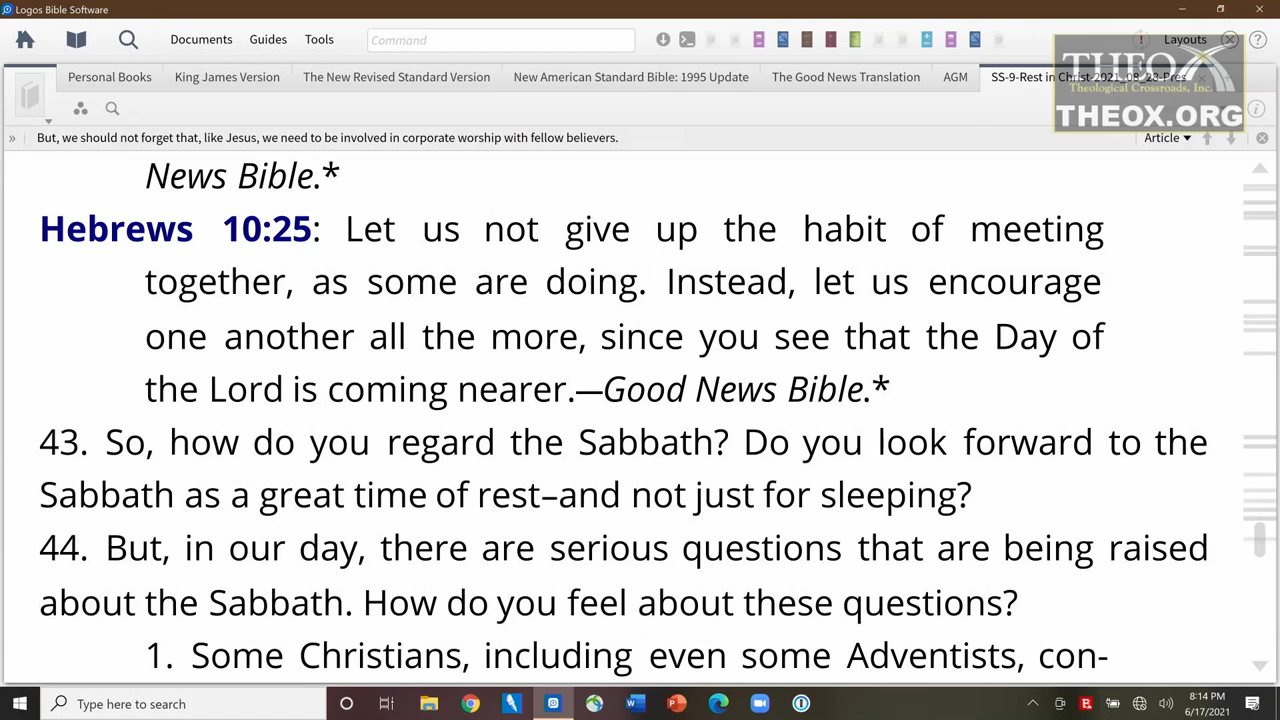 Logos Bible Software
Documents Guides Tools Command Layouts
Personal Books King James Version The New Revised Standard Version New American Standard Bible: 1995 Update The Good News Translation AGM SS-9-Rest in Christ-2021_08_28-Pres
THEOX
Theological Crossroads, Inc.
THEOX.ORG
But, we should not forget that, like Jesus, we need to be involved in corporate worship with fellow believers. Article
News Bible.*
Hebrews 10:25: Let us not give up the habit of meeting
together, as some are doing. Instead, let us encourage
one another all the more, since you see that the Day of
the Lord is coming nearer.—Good News Bible.*
43. So, how do you regard the Sabbath? Do you look forward to the
Sabbath as a great time of rest–and not just for sleeping?
44. But, in our day, there are serious questions that are being raised
about the Sabbath. How do you feel about these questions?
1. Some Christians, including even some Adventists, con-
Type here to search
8:14 PM
6/17/2021